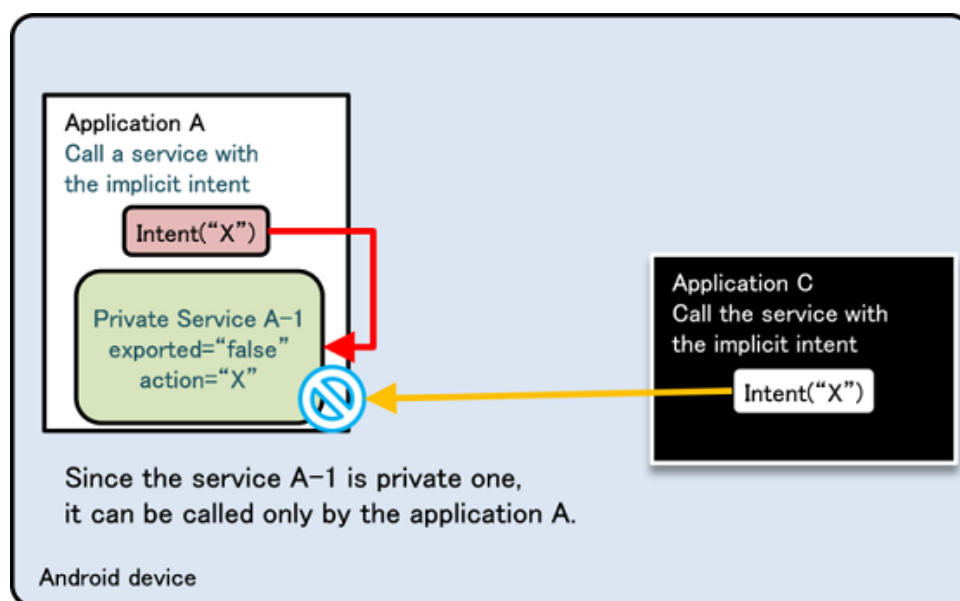 Application A
Call a service with
the implicit intent
Intent(“X”)
Private Service A-1
exported=“false”
action=“X”
Application C
Call the service with
the implicit intent
Intent(“X”)
Since the service A-1 is private one,
it can be called only by the application A.
Android device